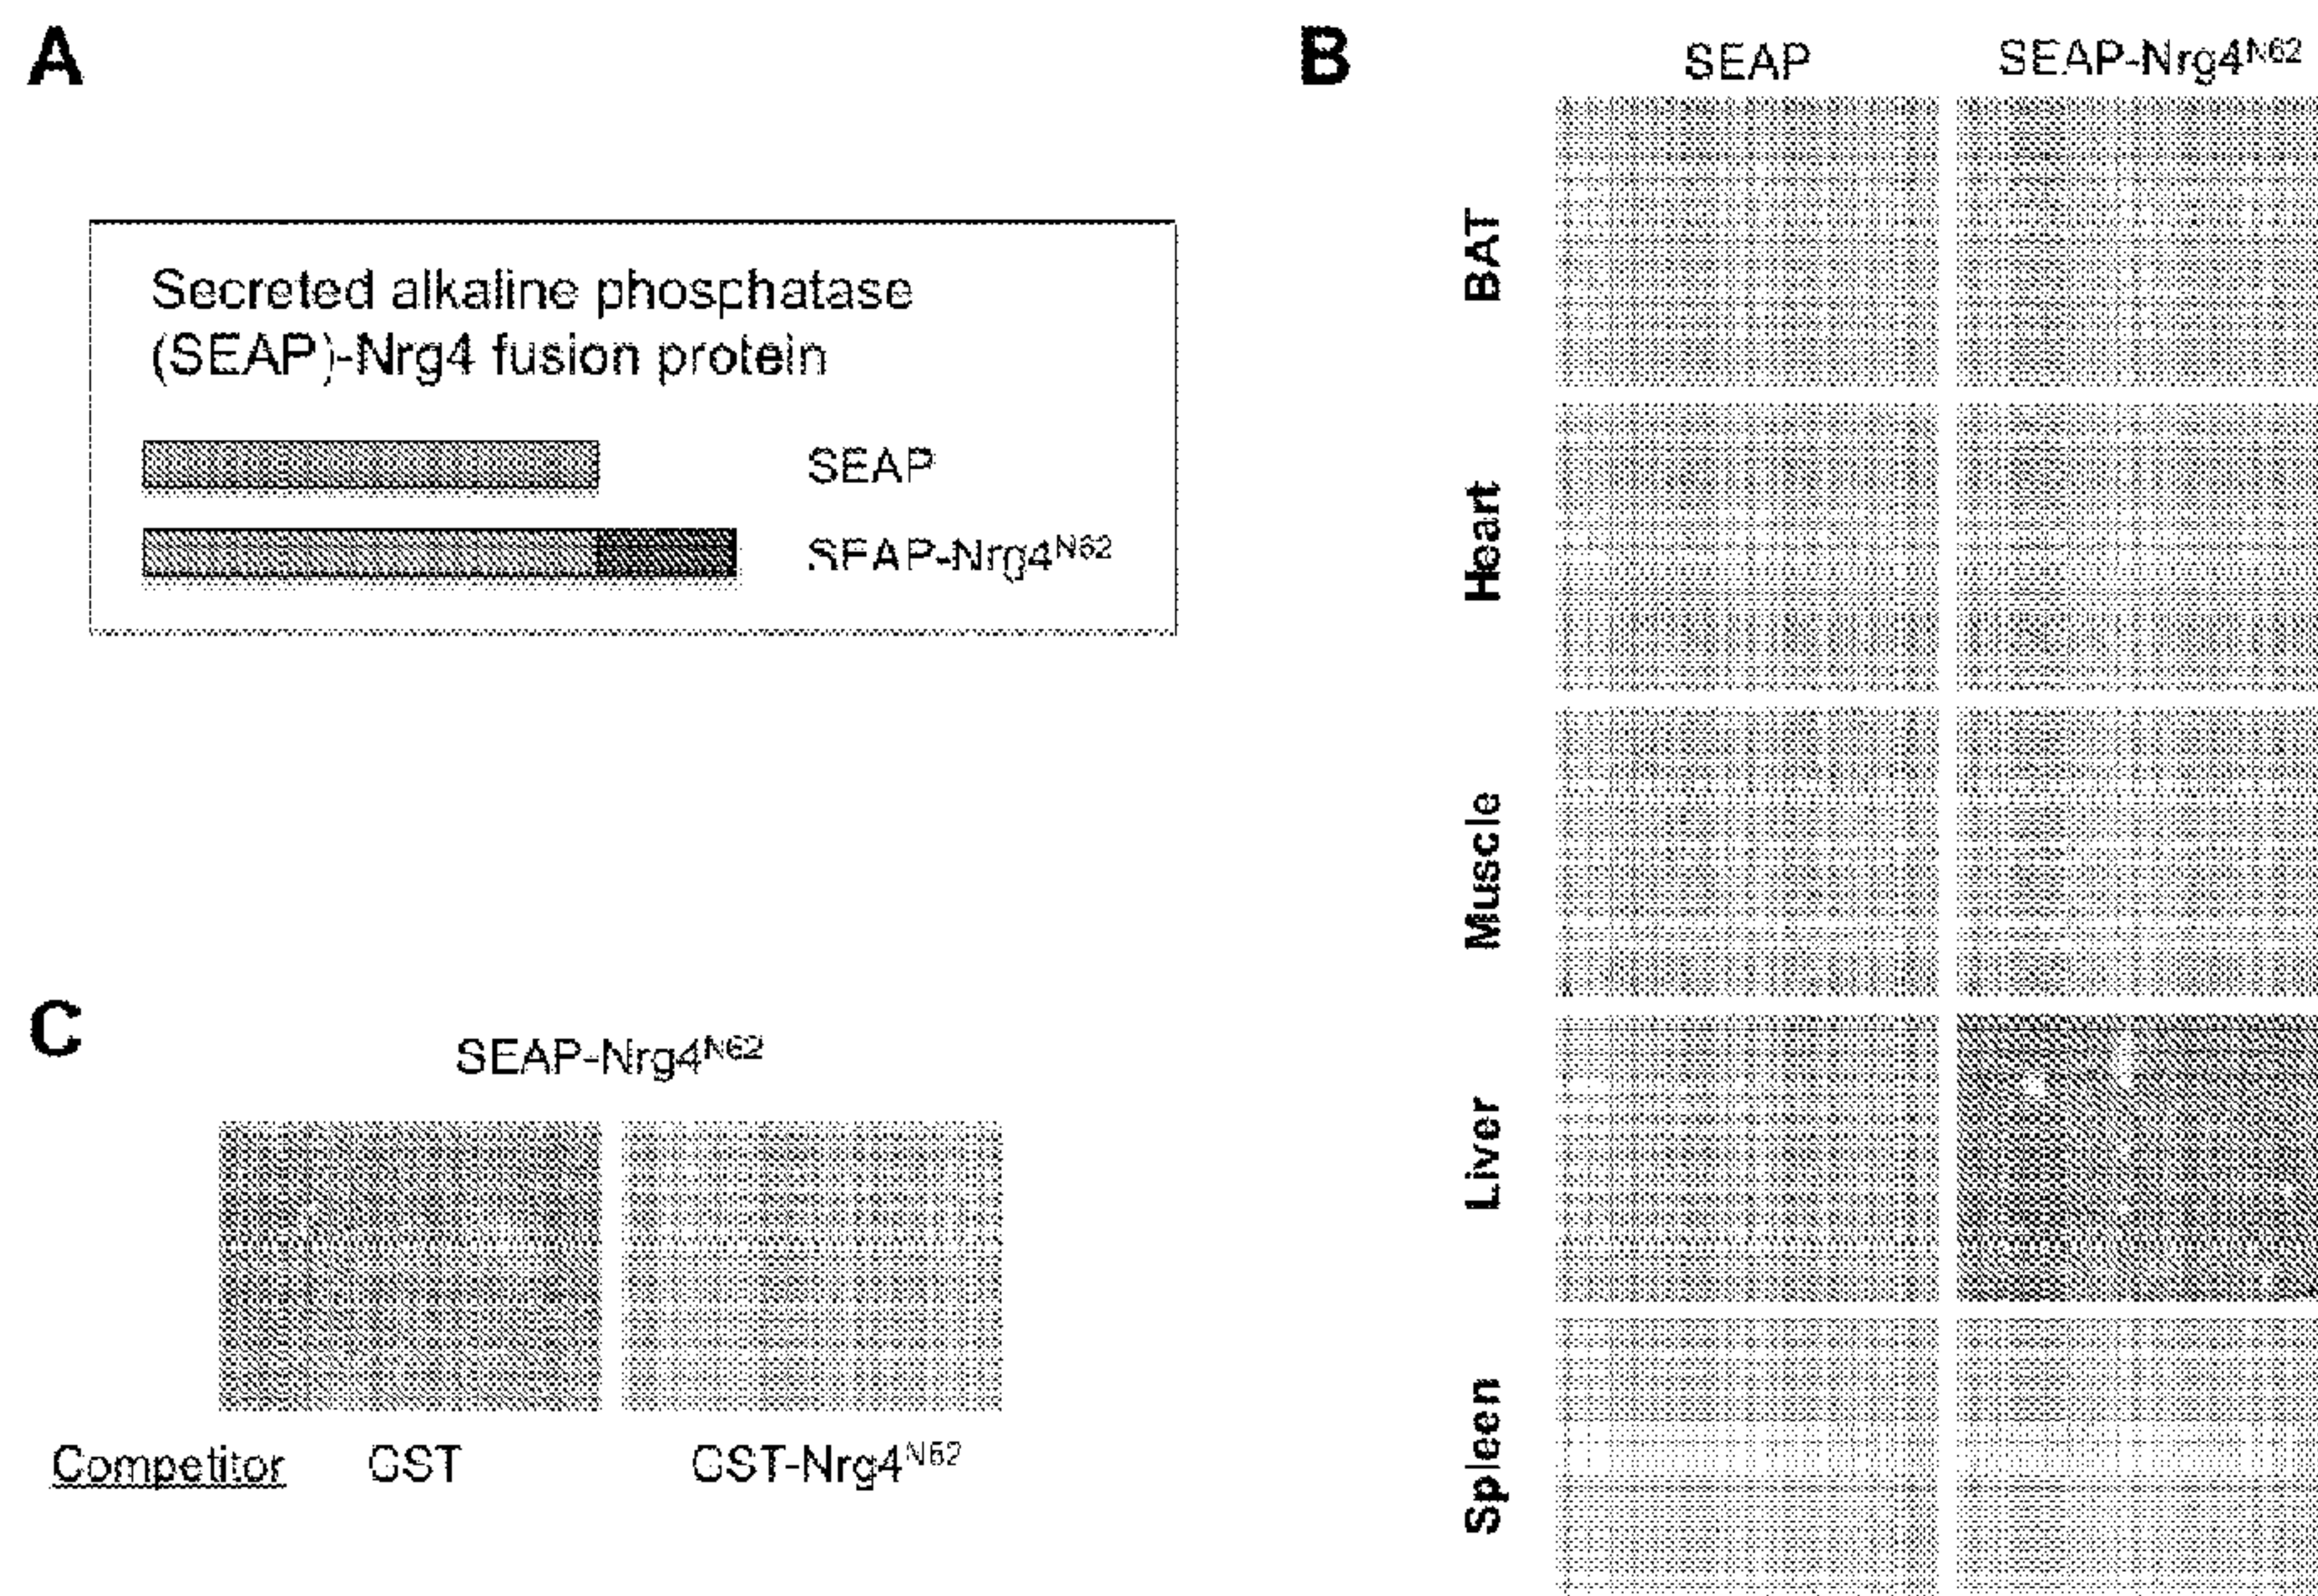 A
Secreted alkaline phosphatase
(SEAP)-Nrg4 fusion protein
SEAP
SEAP-Nrg4N62
B
SEAP SEAP-Nrg4N62
BAT
Heart
Muscle
Liver
Spleen
C
SEAP-Nrg4N62
Competitor GST GST-Nrg4N62